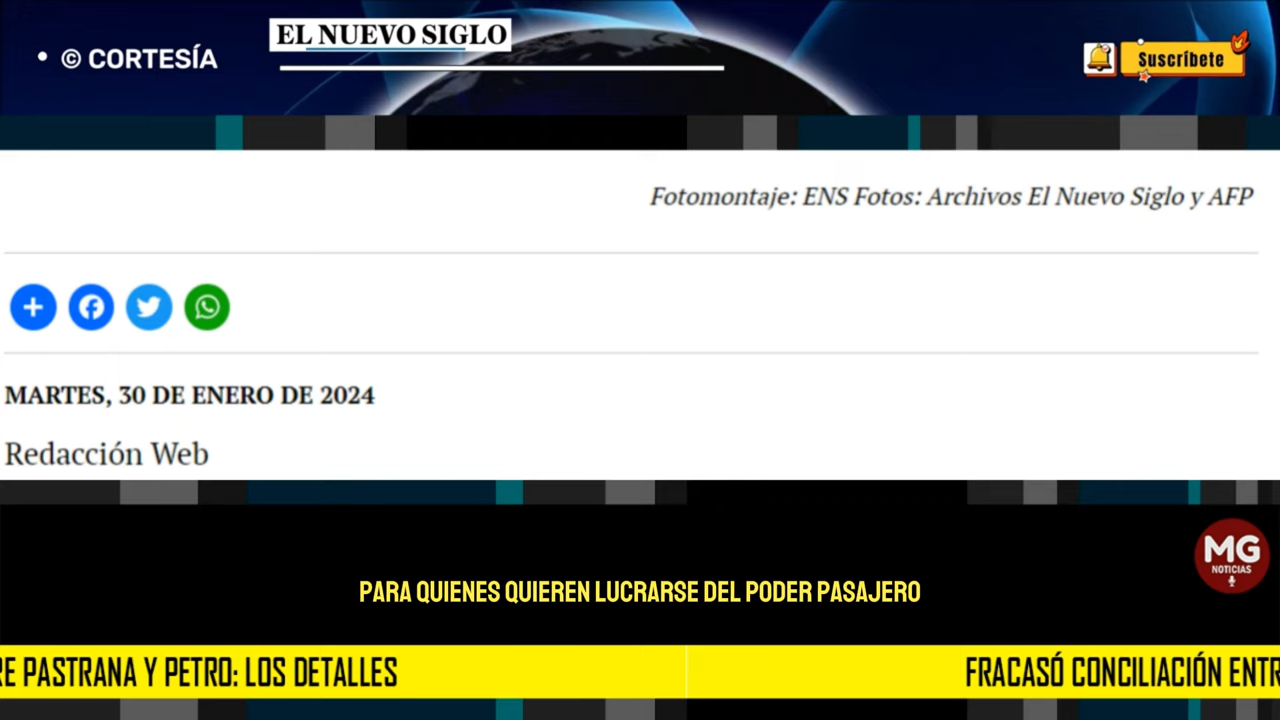 • © CORTESÍA
EL NUEVO SIGLO
Suscríbete
Fotomontaje: ENS Fotos: Archivos El Nuevo Siglo y AFP
MARTES, 30 DE ENERO DE 2024
Redacción Web
MG
NOTICIAS
PARA QUIENES QUIEREN LUCRARSE DEL PODER PASAJERO
RE PASTRANA Y PETRO: LOS DETALLES
FRACASÓ CONCILIACIÓN ENTR